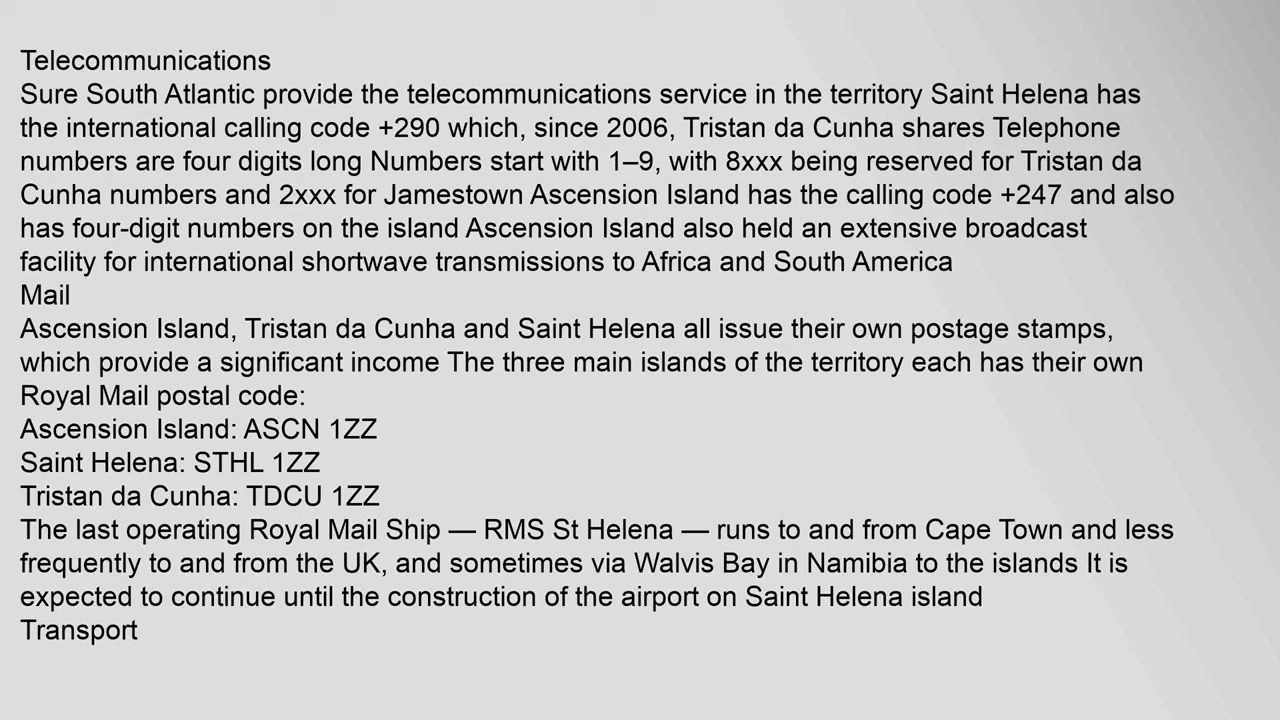 Telecommunications
Sure South Atlantic provide the telecommunications service in the territory Saint Helena has
the international calling code +290 which, since 2006, Tristan da Cunha shares Telephone
numbers are four digits long Numbers start with 1–9, with 8xxx being reserved for Tristan da
Cunha numbers and 2xxx for Jamestown Ascension Island has the calling code +247 and also
has four-digit numbers on the island Ascension Island also held an extensive broadcast
facility for international shortwave transmissions to Africa and South America
Mail
Ascension Island, Tristan da Cunha and Saint Helena all issue their own postage stamps,
which provide a significant income The three main islands of the territory each has their own
Royal Mail postal code:
Ascension Island: ASCN 1ZZ
Saint Helena: STHL 1ZZ
Tristan da Cunha: TDCU 1ZZ
The last operating Royal Mail Ship — RMS St Helena — runs to and from Cape Town and less
frequently to and from the UK, and sometimes via Walvis Bay in Namibia to the islands It is
expected to continue until the construction of the airport on Saint Helena island
Transport